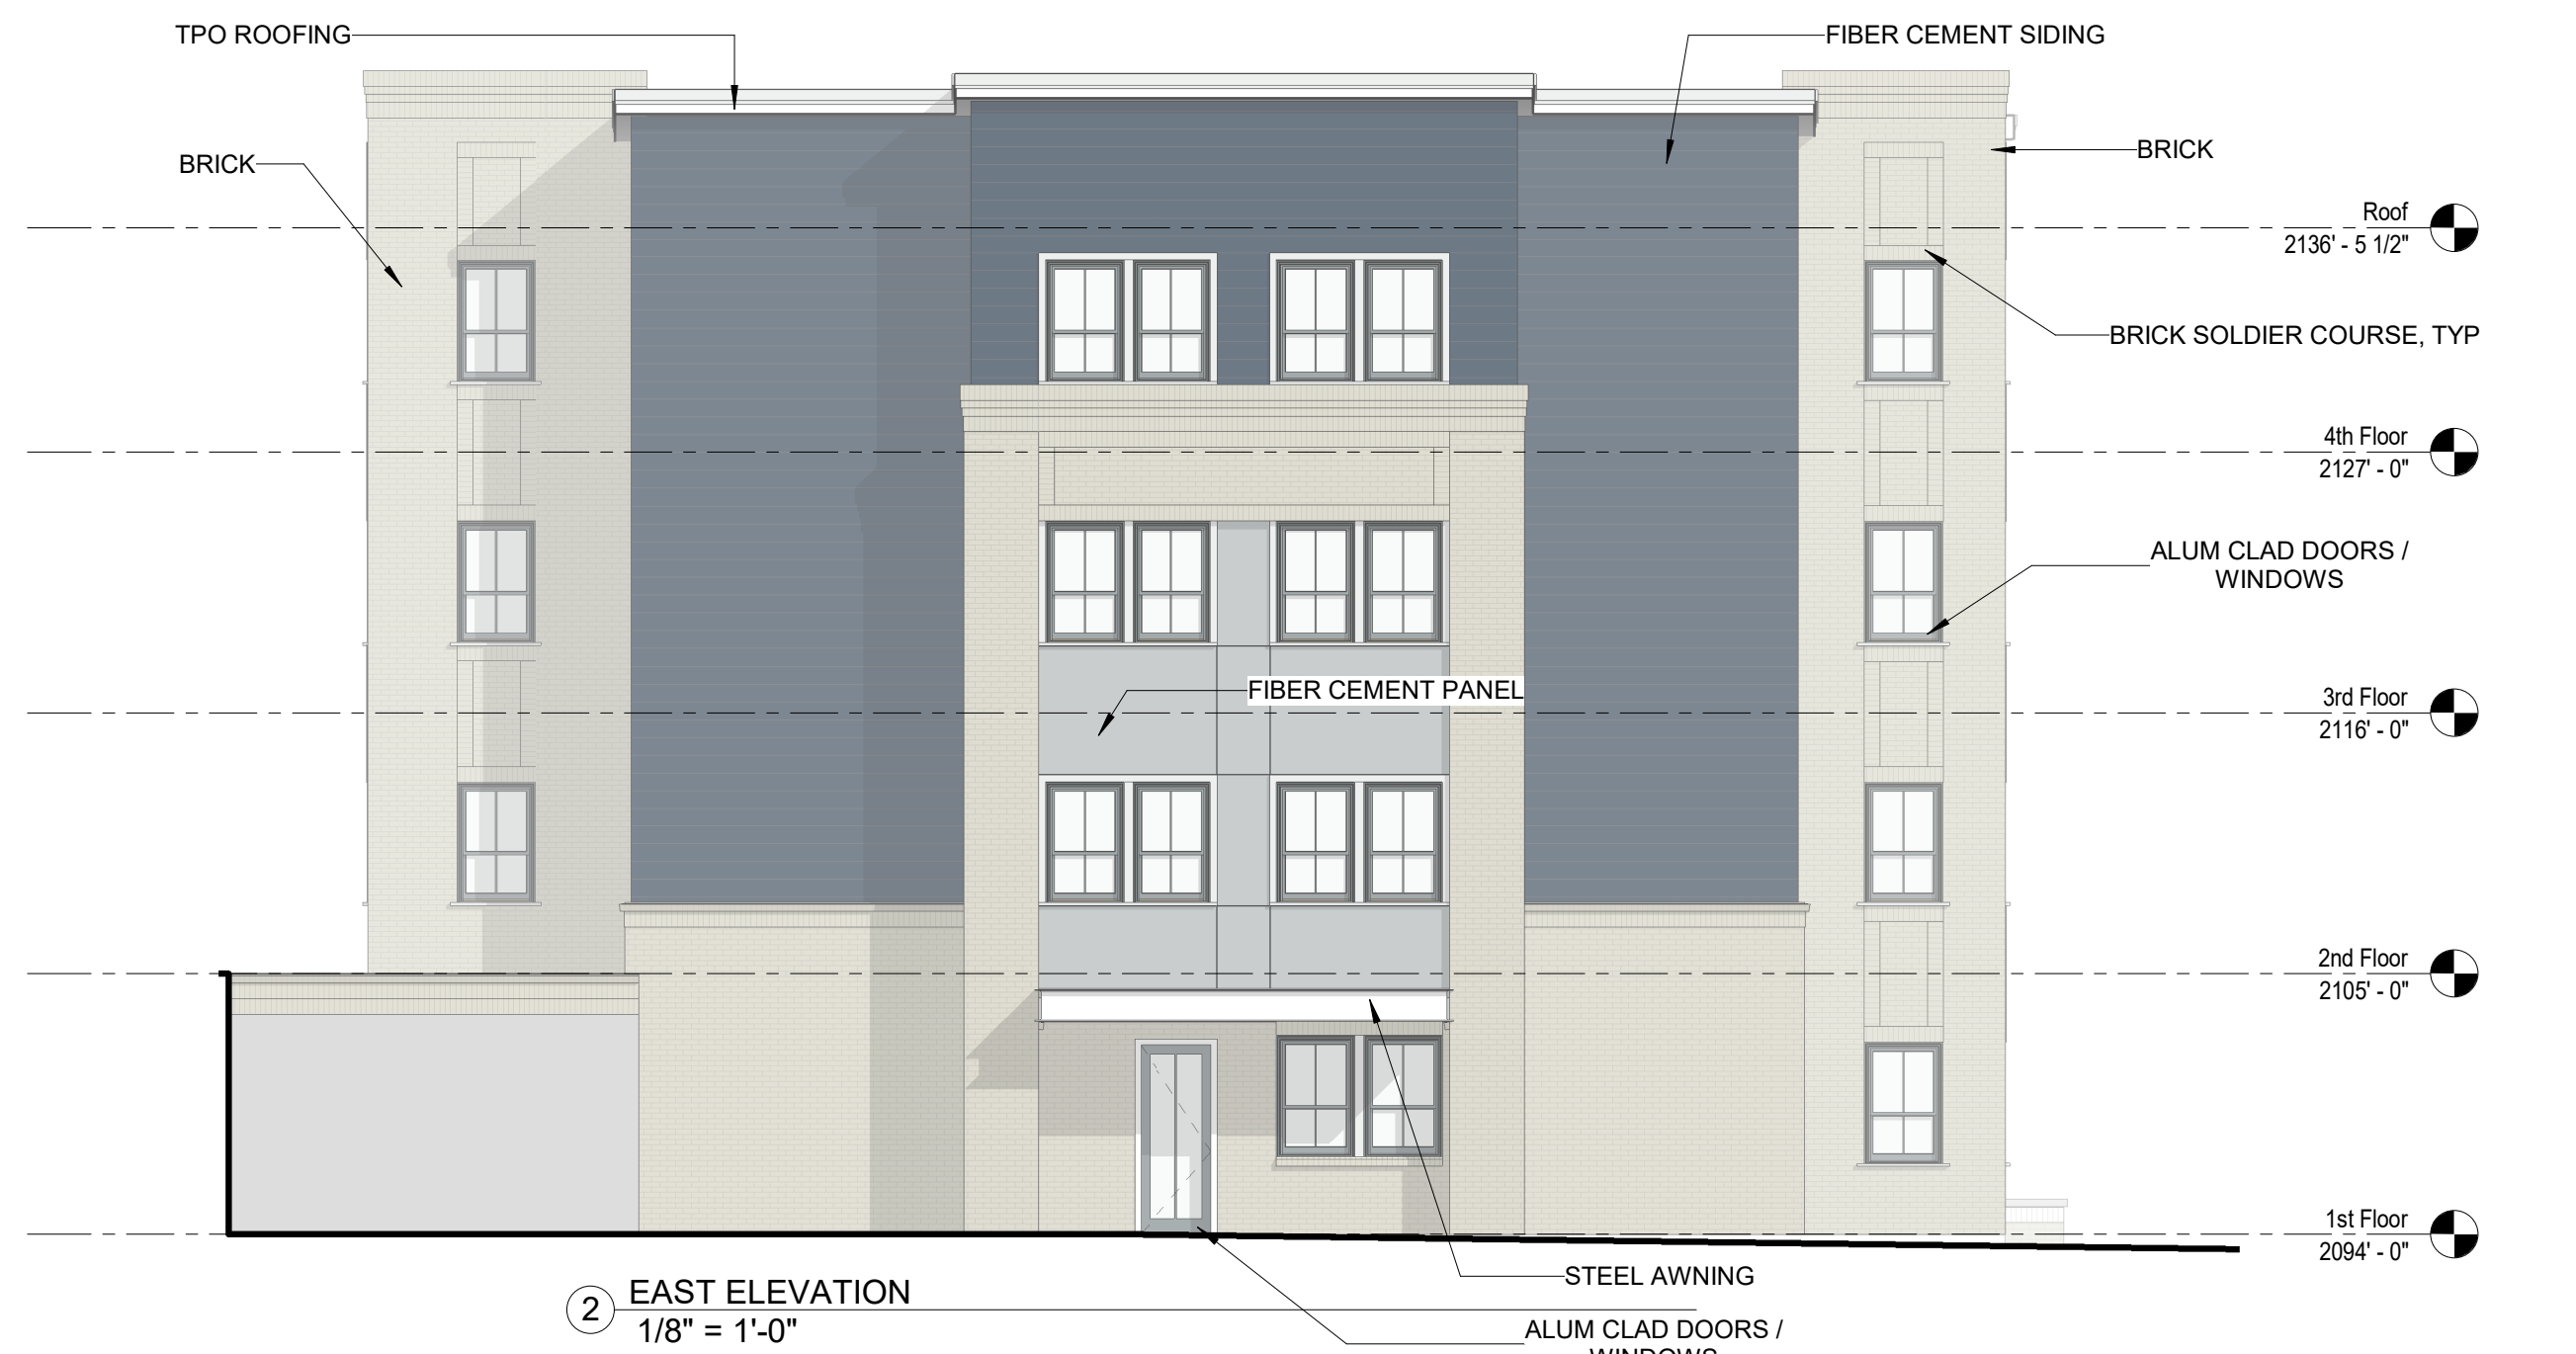 TPO ROOFING
FIBER CEMENT SIDING
BRICK
BRICK
Roof
2136' - 5 1/2"
BRICK SOLDIER COURSE, TYP
4th Floor
2127' - 0"
ALUM CLAD DOORS /
WINDOWS
FIBER CEMENT PANEL
3rd Floor
2116' - 0"
2nd Floor
2105' - 0"
1st Floor
2094' - 0"
STEEL AWNING
2
EAST ELEVATION
1/8" = 1'-0"
ALUM CLAD DOORS /
WINDOWS